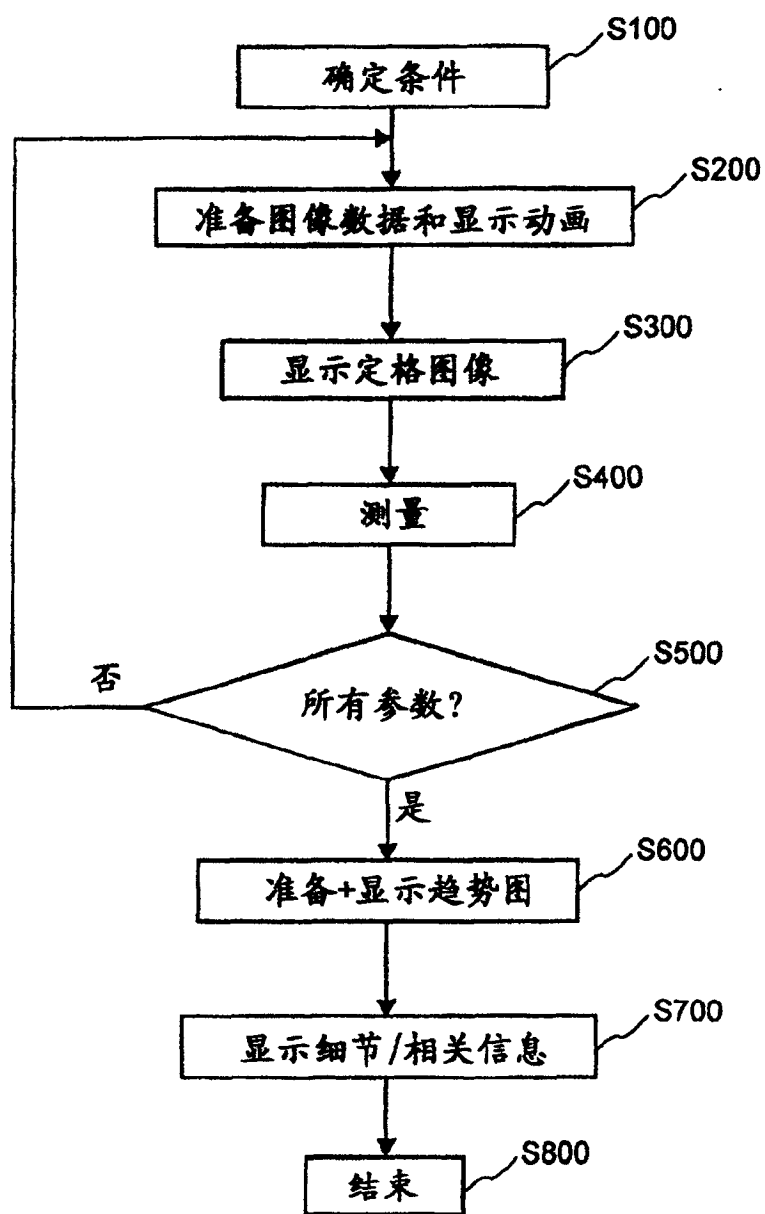 S100
确定条件
S200
准备图像数据和显示动画
S300
显示定格图像
S400
测量
S500
所有参数?
否
是
S600
准备+显示趋势图
S700
显示细节/相关信息
S800
结束